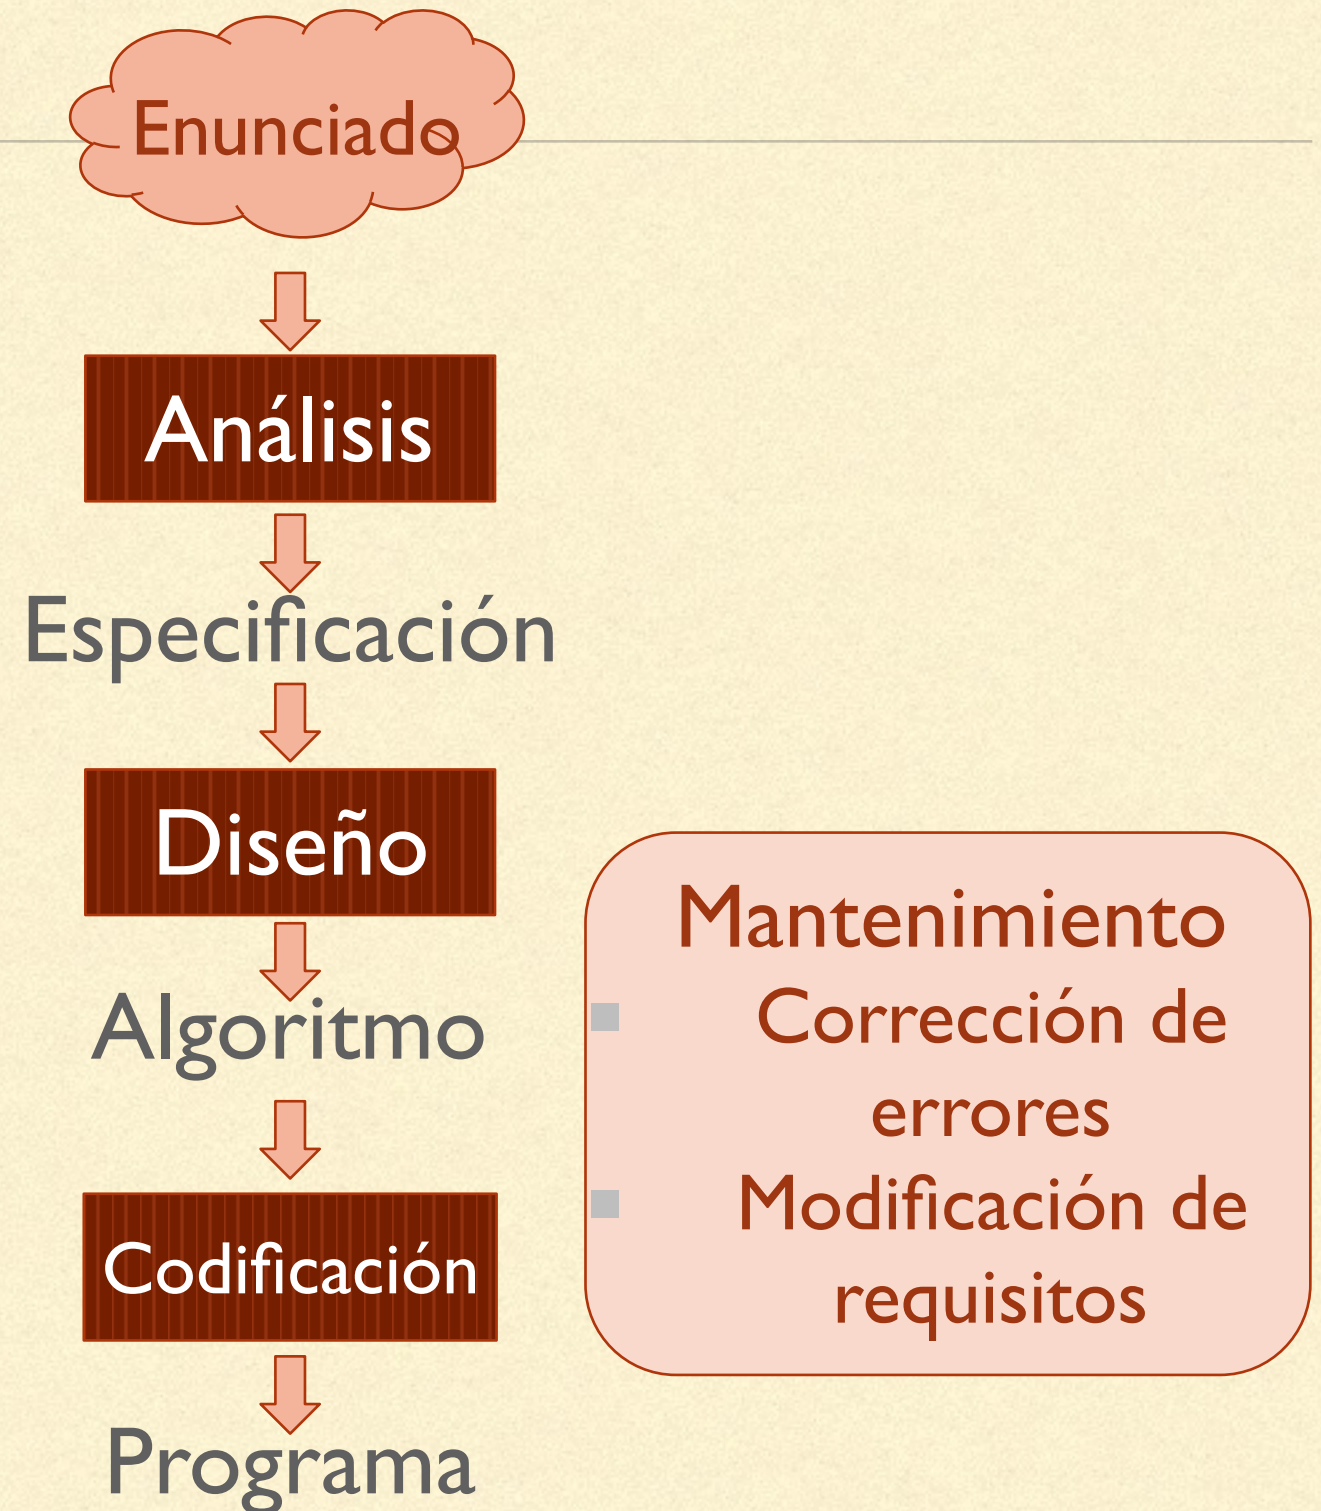 Enunciado
Análisis
Especificación
Diseño
Algoritmo
Codificación
Programa
Mantenimiento
Corrección de
errores
Modificación de
requisitos